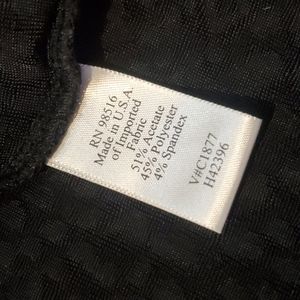 RN 98516
Made in U.S.A.
of Imported
Fabric
51% Acetate
45% Polyester
4% Spandex
V#C1877
H42396